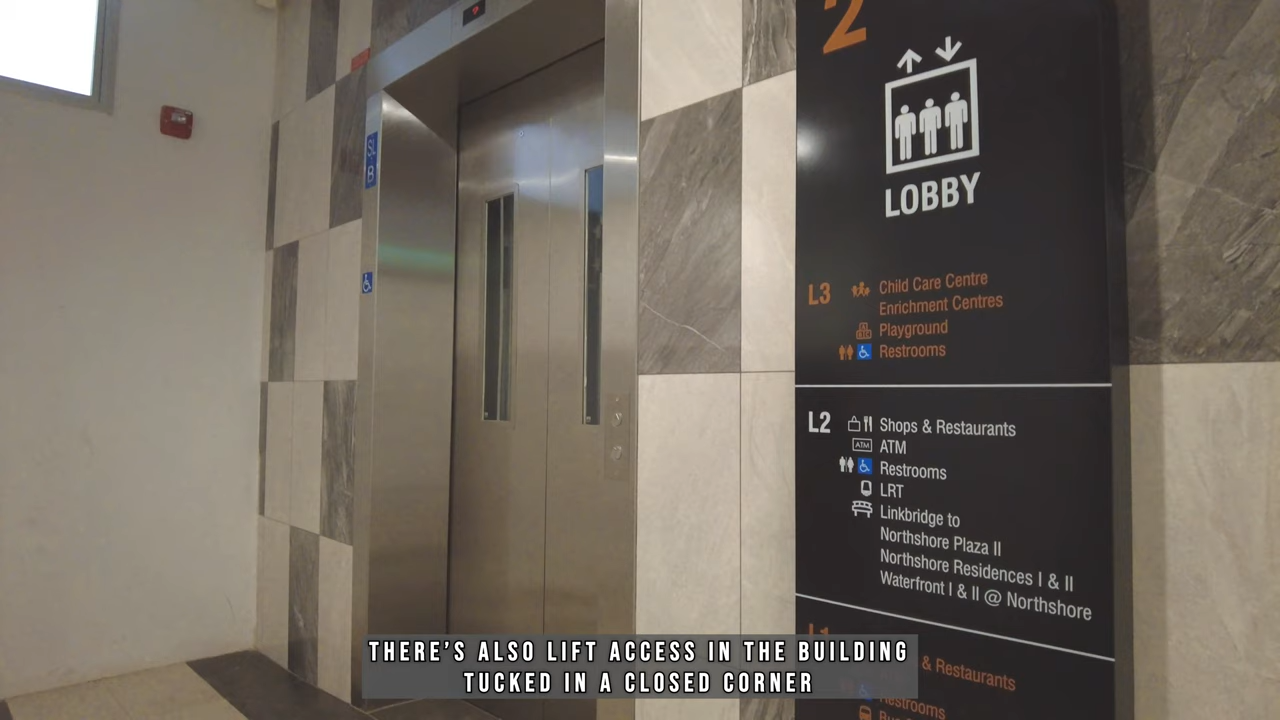 2
LOBBY
L3 Child Care Centre
Enrichment Centres
Playground
Restrooms
L2 Shops & Restaurants
ATM ATM
Restrooms
LRT
Linkbridge to
Northshore Plaza II
Northshore Residences I & II
Waterfront I & II @ Northshore
& Restaurants
Restrooms
THERE'S ALSO LIFT ACCESS IN THE BUILDING
TUCKED IN A CLOSED CORNER